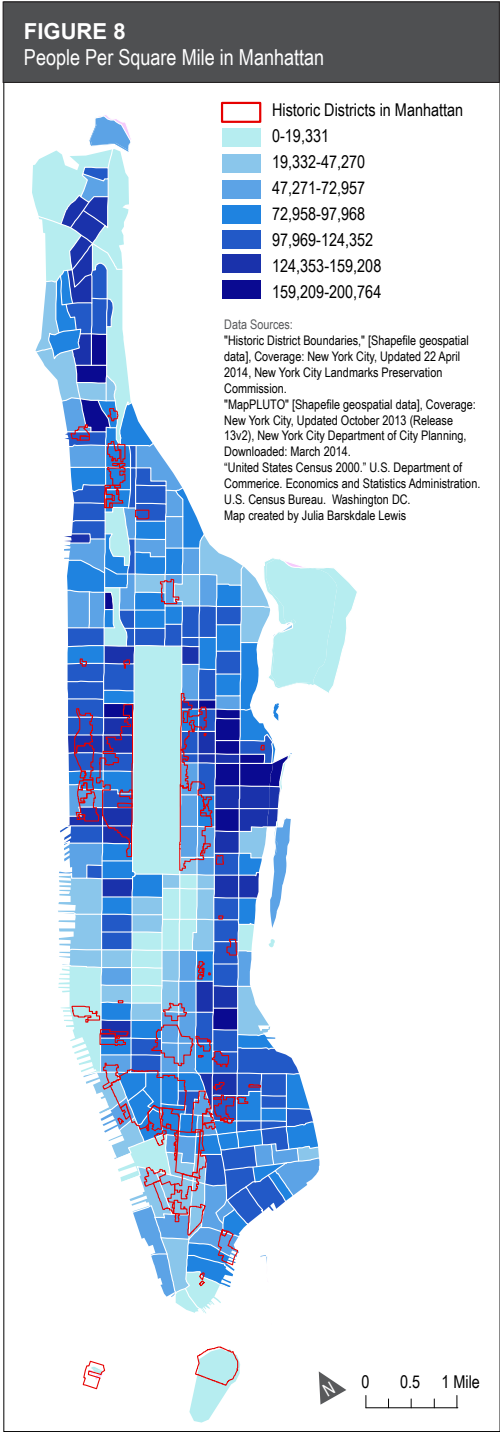 FIGURE 8
People Per Square Mile in Manhattan
Historic Districts in Manhattan
0-19,331
19,332-47,270
47,271-72,957
72,958-97,968
97,969-124,352
124,353-159,208
159,209-200,764
Data Sources:
"Historic District Boundaries," [Shapefile geospatial
data], Coverage: New York City, Updated 22 April
2014, New York City Landmarks Preservation
Commission.
"MapPLUTO" [Shapefile geospatial data], Coverage:
New York City, Updated October 2013 (Release
13v2), New York City Department of City Planning,
Downloaded: March 2014.
"United States Census 2000." U.S. Department of
Commerice. Economics and Statistics Administration.
U.S. Census Bureau. Washington DC.
Map created by Julia Barskdale Lewis
N
0 0.5 1 Mile